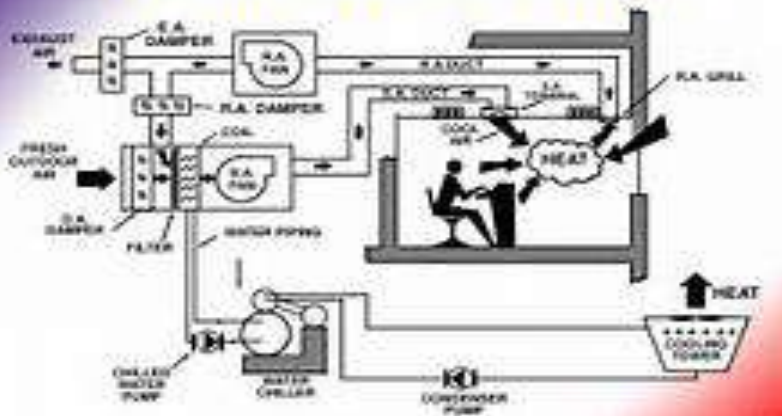 EXHAUST
AIR
E.A.
DAMPER
R.A.
FAN
R.A. DUCT
R.A. GRILL
R.A. DAMPER
DUCT
TERMINAL
COIL
COOL
AIR
HEAT
FRESH
OUTDOOR
AIR
FAN
O.A.
DAMPER
FILTER
WATER PIPING
HEAT
COOLING
TOWER
CHILLED
WATER
PUMP
WATER
CHILLER
CONDENSER
PUMP